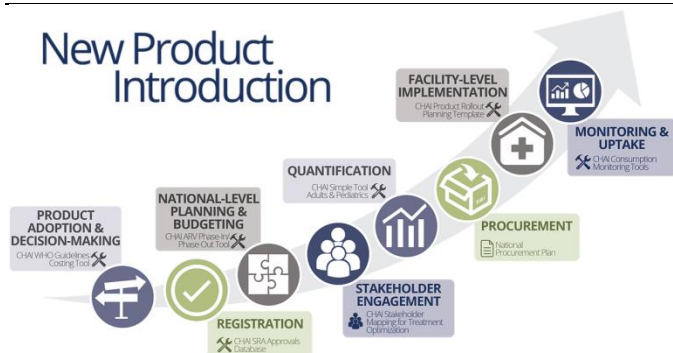 New Product
Introduction
PRODUCT
ADOPTION &
DECISION-MAKING
CHAI WHO Guidelines
Costing Tool
REGISTRATION
CHAI SRA Approvals
Database
NATIONAL-LEVEL
PLANNING &
BUDGETING
CHAI ARV Phase-In/
Phase-Out Tool
STAKEHOLDER
ENGAGEMENT
CHAI Stakeholder
Mapping for Treatment
Optimization
QUANTIFICATION
CHAI Simple Tool
Adults & Pediatrics
PROCUREMENT
National
Procurement Plan
FACILITY-LEVEL
IMPLEMENTATION
CHAI Product Rollout
Planning Template
MONITORING &
UPTAKE
CHAI Consumption
Monitoring Tools